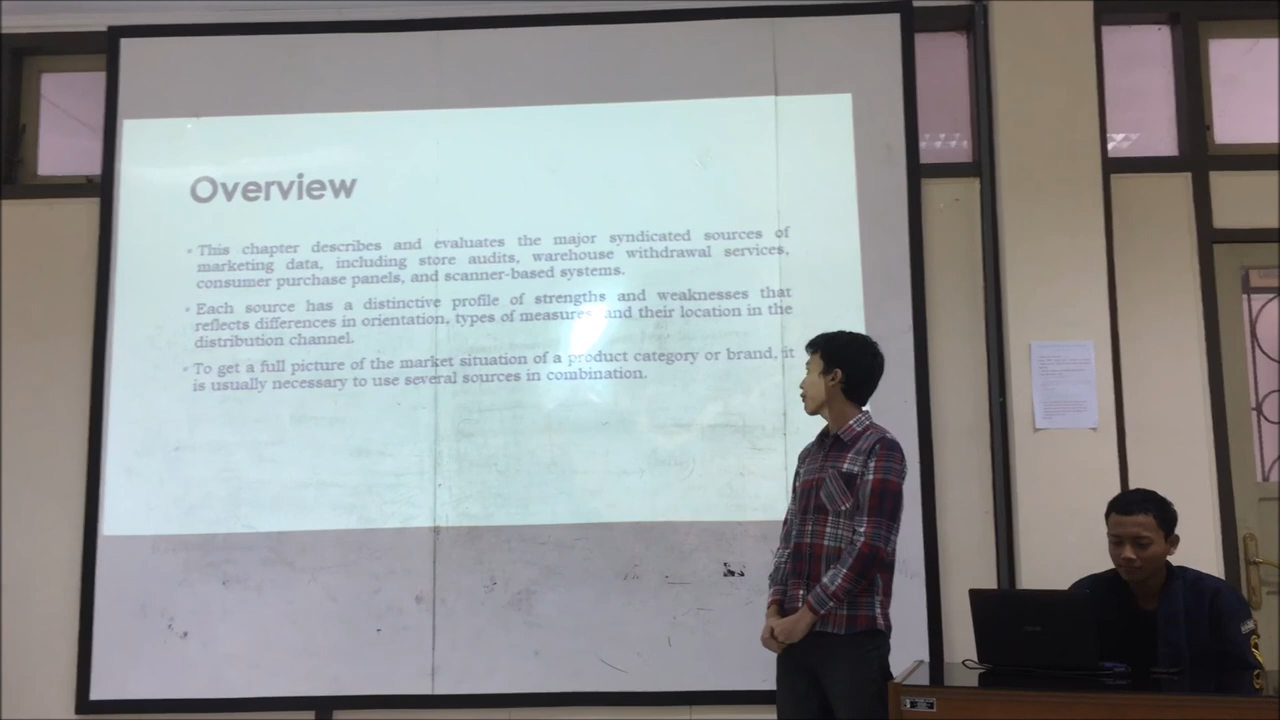 Overview
This chapter describes and evaluates the major syndicated sources of
marketing data, including store audits, warehouse withdrawal services,
consumer purchase panels, and scanner-based systems.
Each source has a distinctive profile of strengths and weaknesses that
reflects differences in orientation, types of measures, and their location in the
distribution channel.
To get a full picture of the market situation of a product category or brand, it
is usually necessary to use several sources in combination.